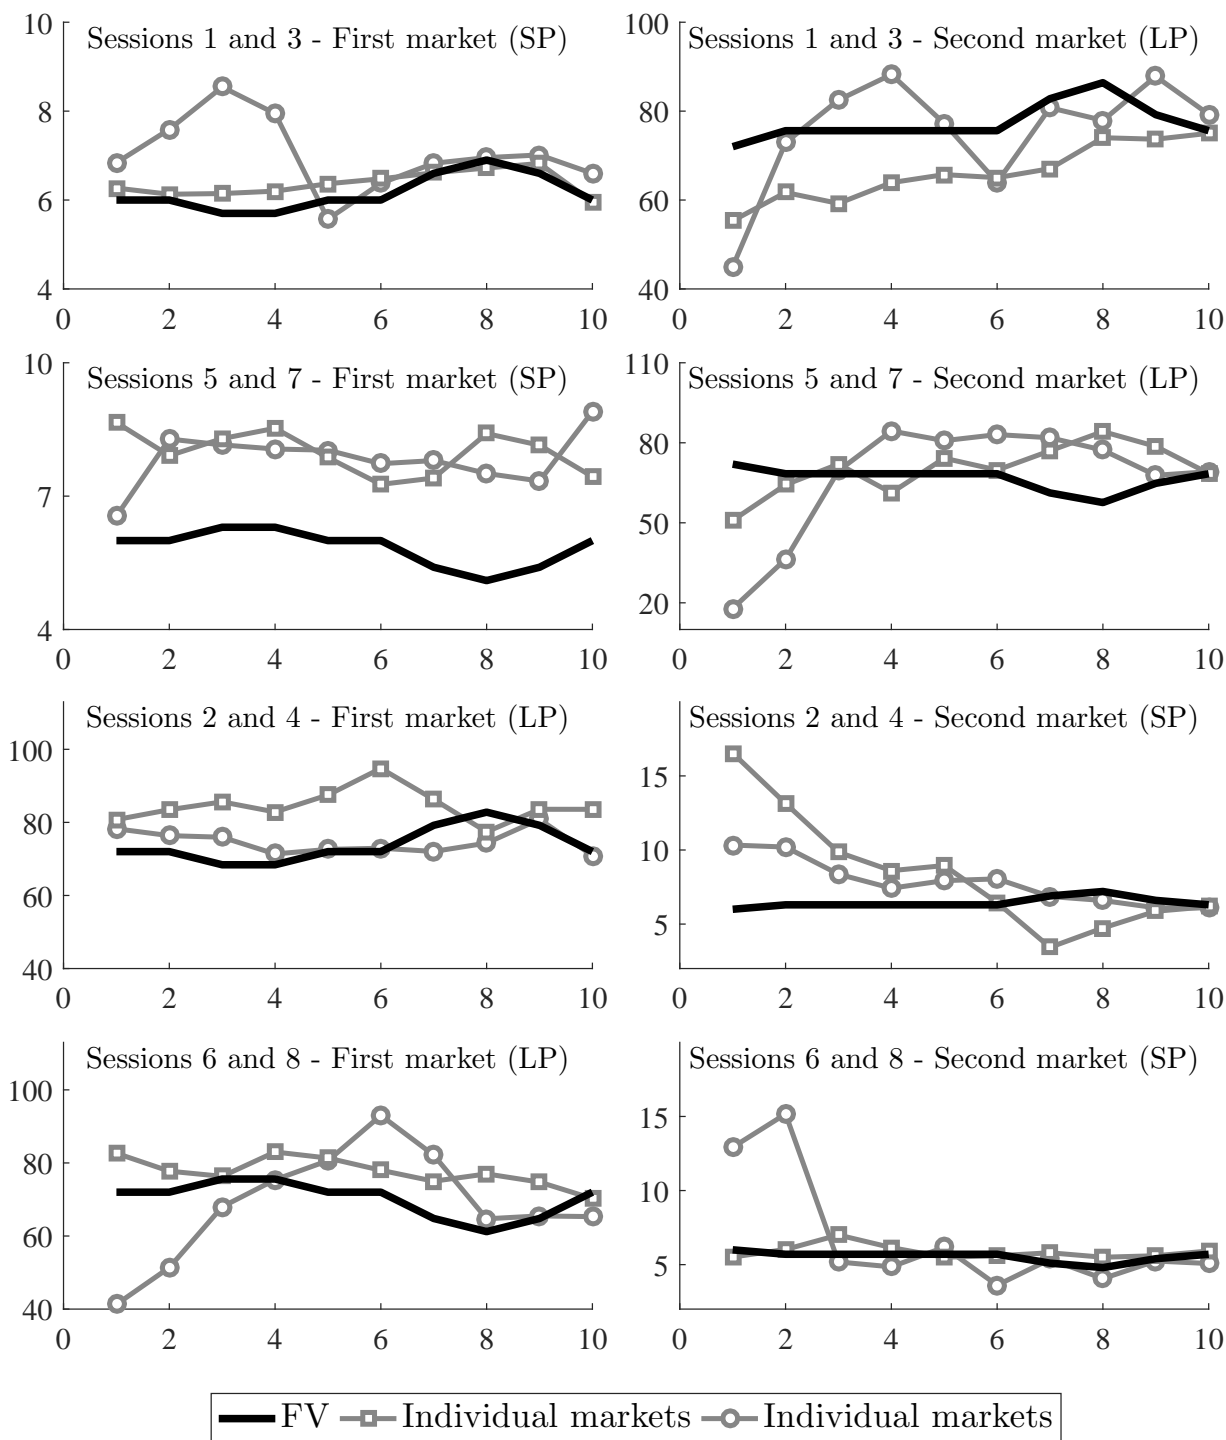 Sessions 1 and 3 - First market (SP)
10
8
6
4
0 2 4 6 8 10
Sessions 1 and 3 - Second market (LP)
100
80
60
40
0 2 4 6 8 10
Sessions 5 and 7 - First market (SP)
10
7
4
0 2 4 6 8 10
Sessions 5 and 7 - Second market (LP)
110
80
50
20
0 2 4 6 8 10
Sessions 2 and 4 - First market (LP)
100
80
60
40
0 2 4 6 8 10
Sessions 2 and 4 - Second market (SP)
15
10
5
0 2 4 6 8 10
Sessions 6 and 8 - First market (LP)
100
80
60
40
0 2 4 6 8 10
Sessions 6 and 8 - Second market (SP)
15
10
5
0 2 4 6 8 10
FV Individual markets Individual markets